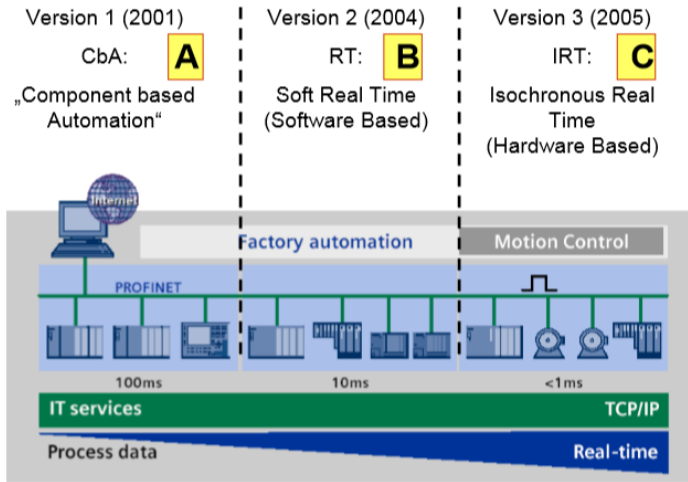 Version 1 (2001)
CbA: A
„Component based
Automation“
Version 2 (2004)
RT: B
Soft Real Time
(Software Based)
Version 3 (2005)
IRT: C
Isochronous Real
Time
(Hardware Based)
Internet
Factory automation
Motion Control
PROFINET
100ms
10ms
<1ms
IT services
TCP/IP
Process data
Real-time